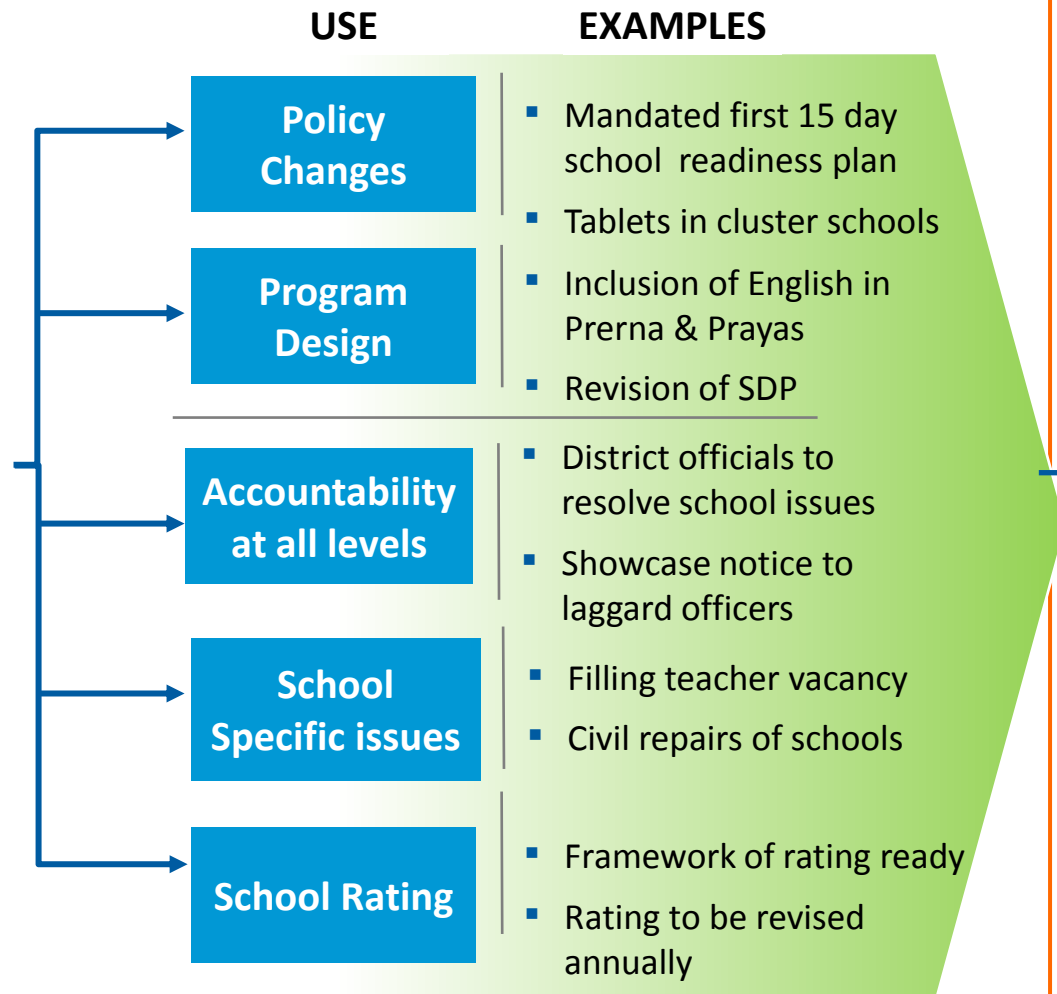 USE
EXAMPLES
Policy
Changes
▪ Mandated first 15 day
school readiness plan
▪ Tablets in cluster schools
Program
Design
▪ Inclusion of English in
Prerna & Prayas
▪ Revision of SDP
Accountability
at all levels
▪ District officials to
resolve school issues
▪ Showcase notice to
laggard officers
School
Specific issues
▪ Filling teacher vacancy
▪ Civil repairs of schools
School Rating
▪ Framework of rating ready
▪ Rating to be revised
annually